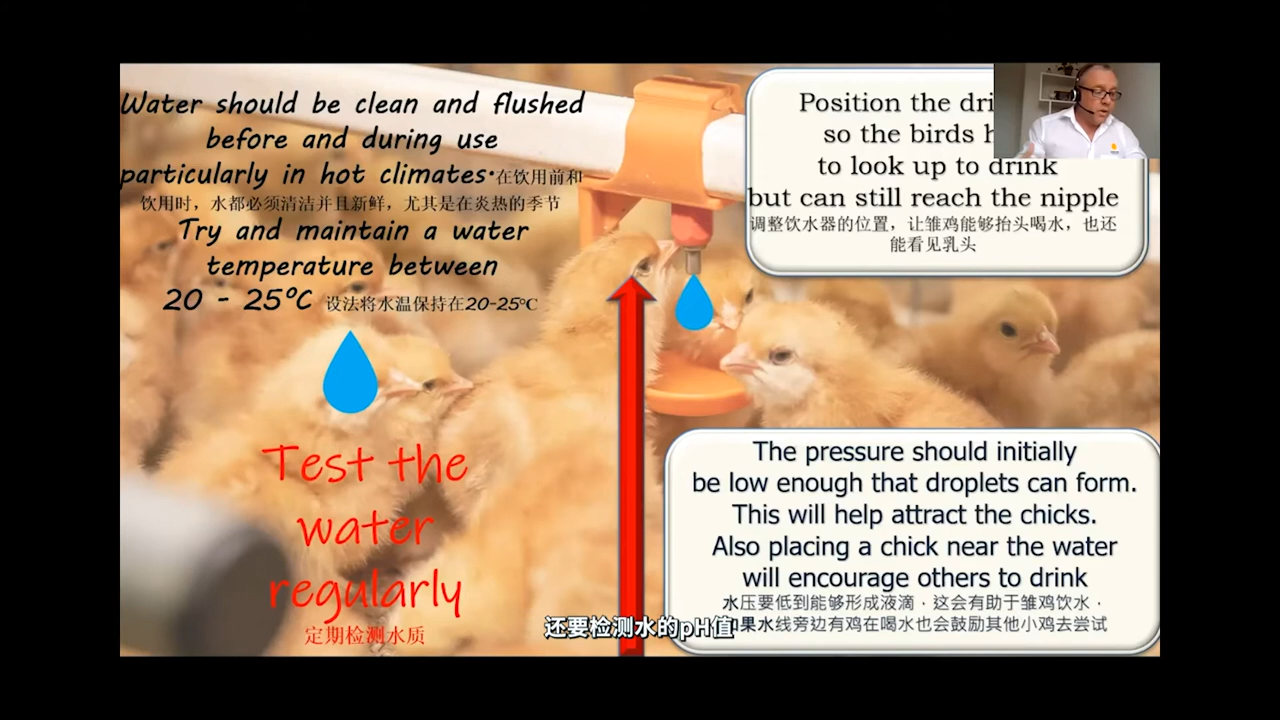 Water should be clean and flushed
before and during use
particularly in hot climates·在饮用前和
饮用时，水都必须清洁并且新鲜，尤其是在炎热的季节
Try and maintain a water
temperature between
20 - 25°C 设法将水温保持在20-25℃
Test the
water
regularly
定期检测水质
Position the
so the birds
to look up to drink
but can still reach the nipple
调整饮水器的位置，让雏鸡能够抬头喝水，也还
能看见乳头
The pressure should initially
be low enough that droplets can form.
This will help attract the chicks.
Also placing a chick near the water
will encourage others to drink
水压要低到能够形成液滴，这会有助于雏鸡饮水，
果水线旁边有鸡在喝水也会鼓励其他小鸡去尝试
还要检测水的pH值